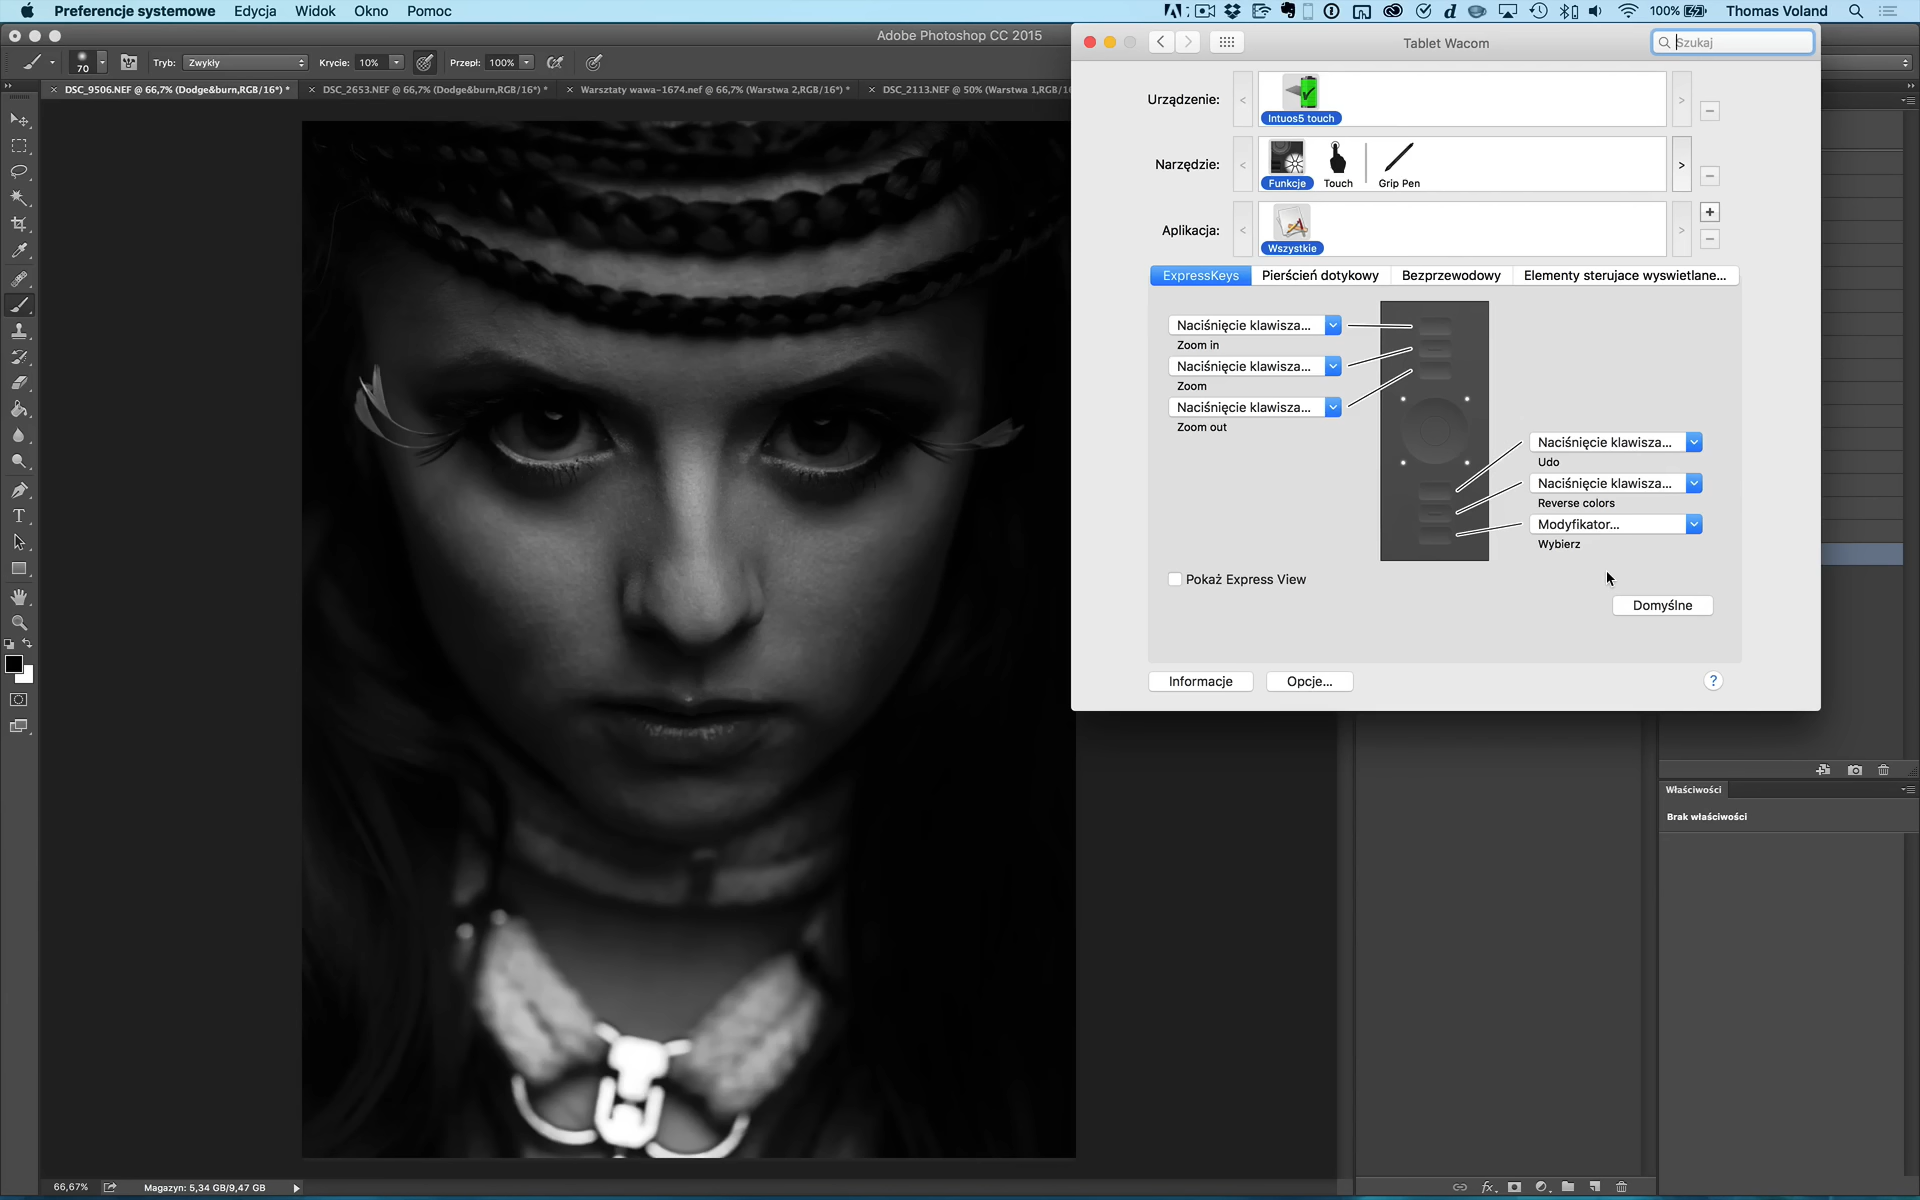 Preferencje systemowe Edycja Widok Okno Pomoc 100% Thomas Voland
Adobe Photoshop CC 2015
70 Tryb: Zwykły Krycie: 10% Przepł: 100%
DSC_9506.NEF @ 66,7% (Dodge&burn,RGB/16*) * DSC_2653.NEF @ 66,7% (Dodge&burn,RGB/16*) * Warsztaty wawa-1674.nef @ 66,7% (Warstwa 2,RGB/16*) * DSC_2113.NEF @ 50% (Warstwa 1,RGB/16
Tablet Wacom
Szukaj
Urządzenie:
Intuos5 touch
Narzędzie:
Funkcje Touch Grip Pen
Aplikacja:
Wszystkie
ExpressKeys Pierścień dotykowy Bezprzewodowy Elementy sterujace wyswietlane...
Naciśnięcie klawisza...
Zoom in
Naciśnięcie klawisza...
Zoom
Naciśnięcie klawisza...
Zoom out
Naciśnięcie klawisza...
Udo
Naciśnięcie klawisza...
Reverse colors
Modyfikator...
Wybierz
Pokaż Express View
Domyślne
Informacje Opcje... ?
Właściwości
Brak właściwości
66,67% Magazyn: 5,34 GB/9,47 GB